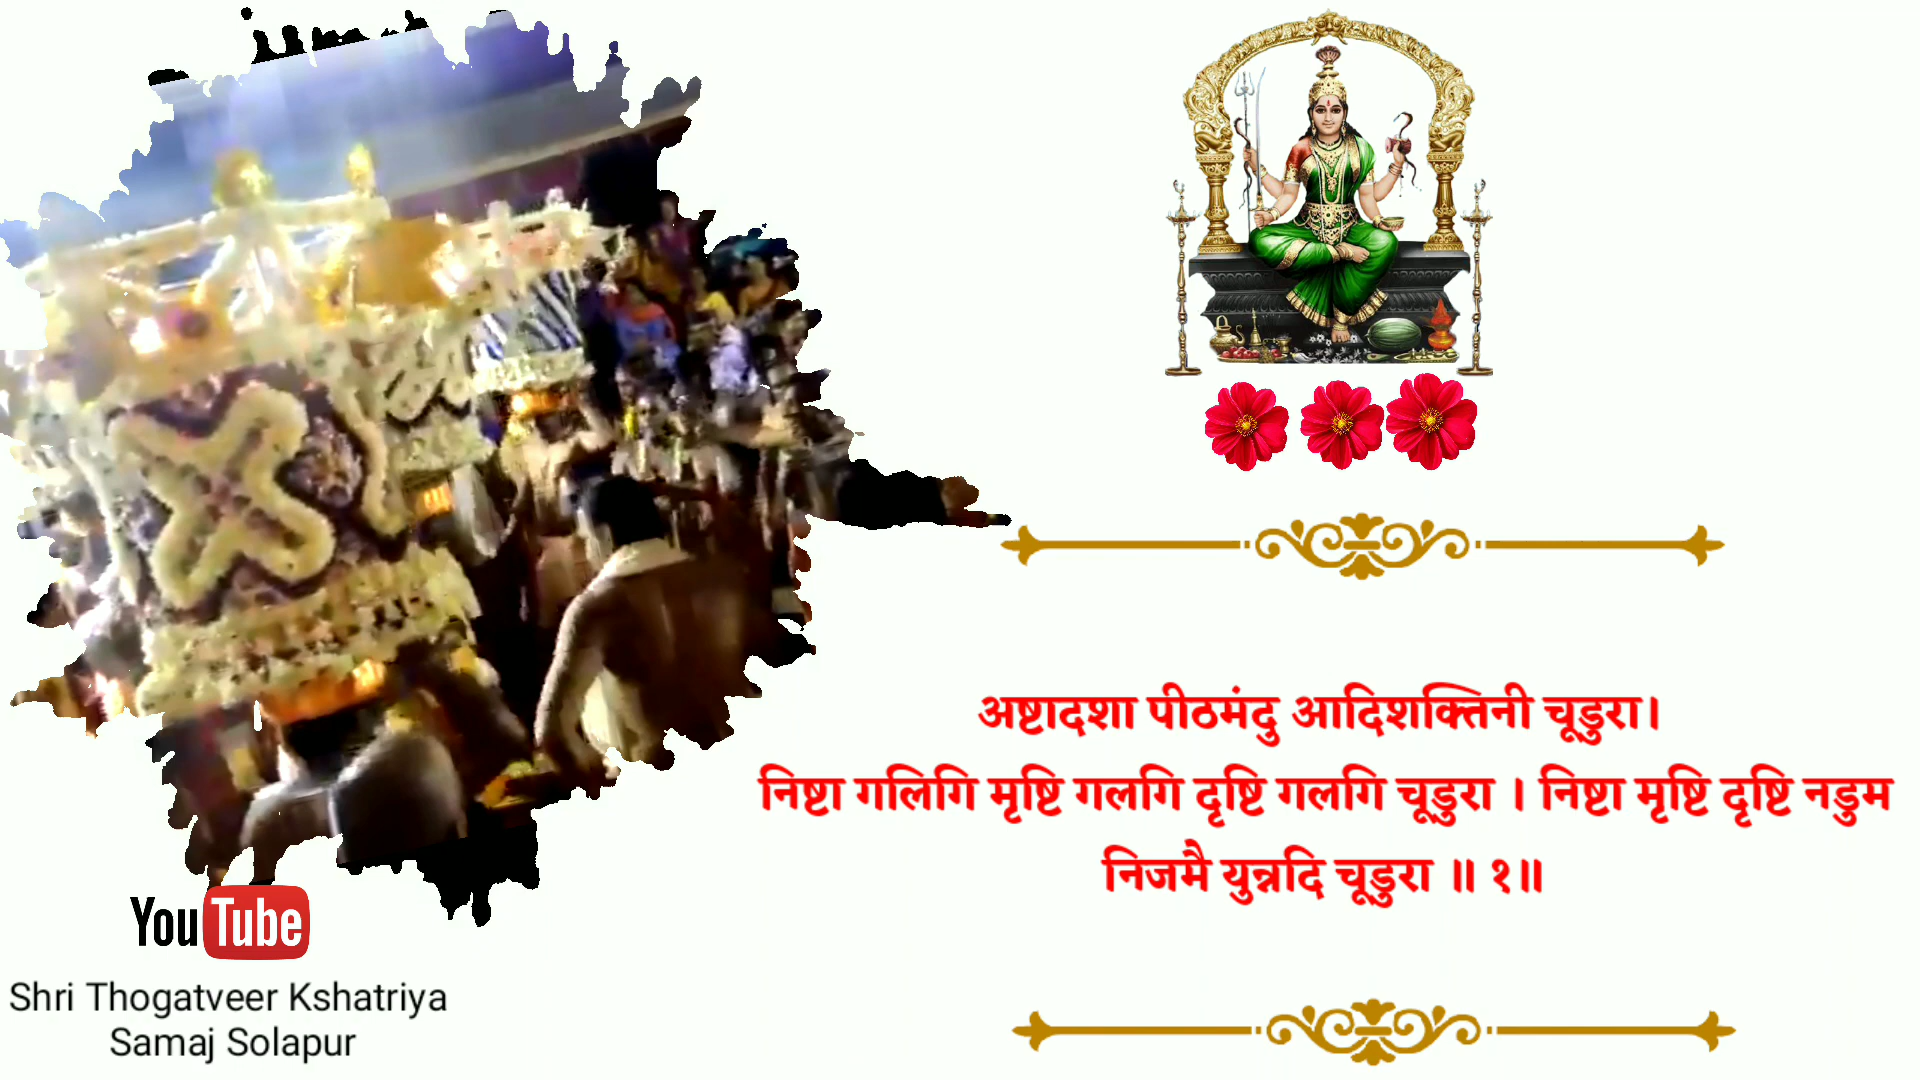 अष्टादशा पीठमंदु आदिशक्तिनी चूडुरा।
निष्टा गलिगि मृष्टि गलगि दृष्टि गलगि चूडुरा । निष्टा मृष्टि दृष्टि नडुम
निजमै युन्नदि चूडुरा ॥ १॥
YouTube
Shri Thogatveer Kshatriya
Samaj Solapur